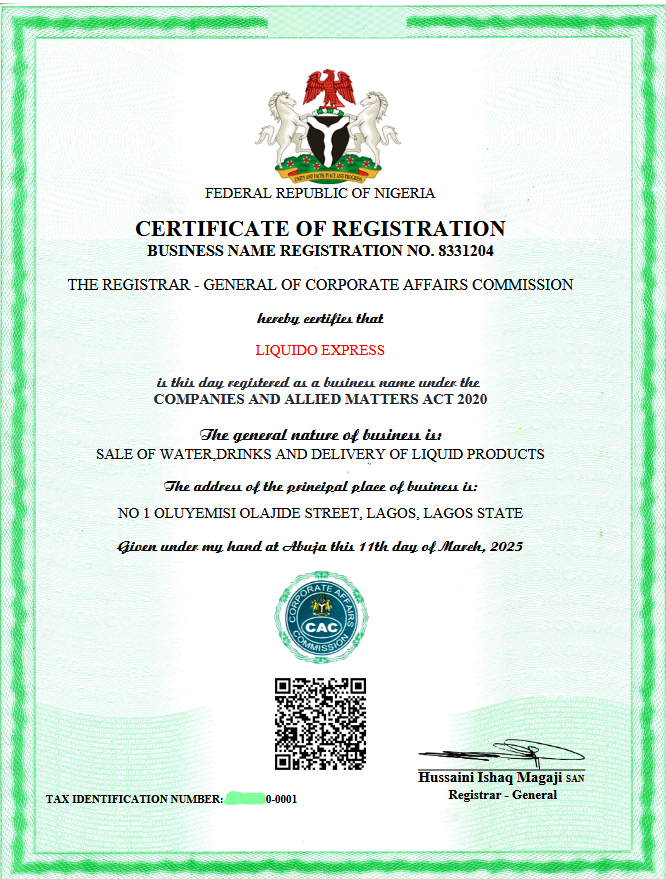 UNITY AND FAITH, PEACE AND PROGRESS
FEDERAL REPUBLIC OF NIGERIA
CERTIFICATE OF REGISTRATION
BUSINESS NAME REGISTRATION NO. 8331204
THE REGISTRAR - GENERAL OF CORPORATE AFFAIRS COMMISSION
hereby certifies that
LIQUIDO EXPRESS
is this day registered as a business name under the
COMPANIES AND ALLIED MATTERS ACT 2020
The general nature of business is:
SALE OF WATER,DRINKS AND DELIVERY OF LIQUID PRODUCTS
The address of the principal place of business is:
NO 1 OLUYEMISI OLAJIDE STREET, LAGOS, LAGOS STATE
Given under my hand at Abuja this 11th day of March, 2025
CORPORATE AFFAIRS
CAC
COMMISSION
Hussaini Ishaq Magaji SAN
Registrar - General
TAX IDENTIFICATION NUMBER: 0-0001